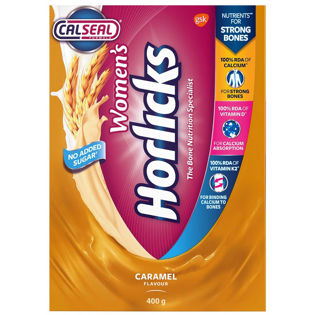 CALSEAL
FORMULA
gsk
NUTRIENTS^ FOR
STRONG
BONES
Women's
Horlicks
The Bone Nutrition Specialist
NO ADDED
SUGAR*
100% RDA OF
CALCIUM^
FOR STRONG
BONES
100% RDA OF
VITAMIN D^
FOR CALCIUM
ABSORPTION
100% RDA OF
VITAMIN K2^
FOR BINDING
CALCIUM TO
BONES
CARAMEL
FLAVOUR
400 g